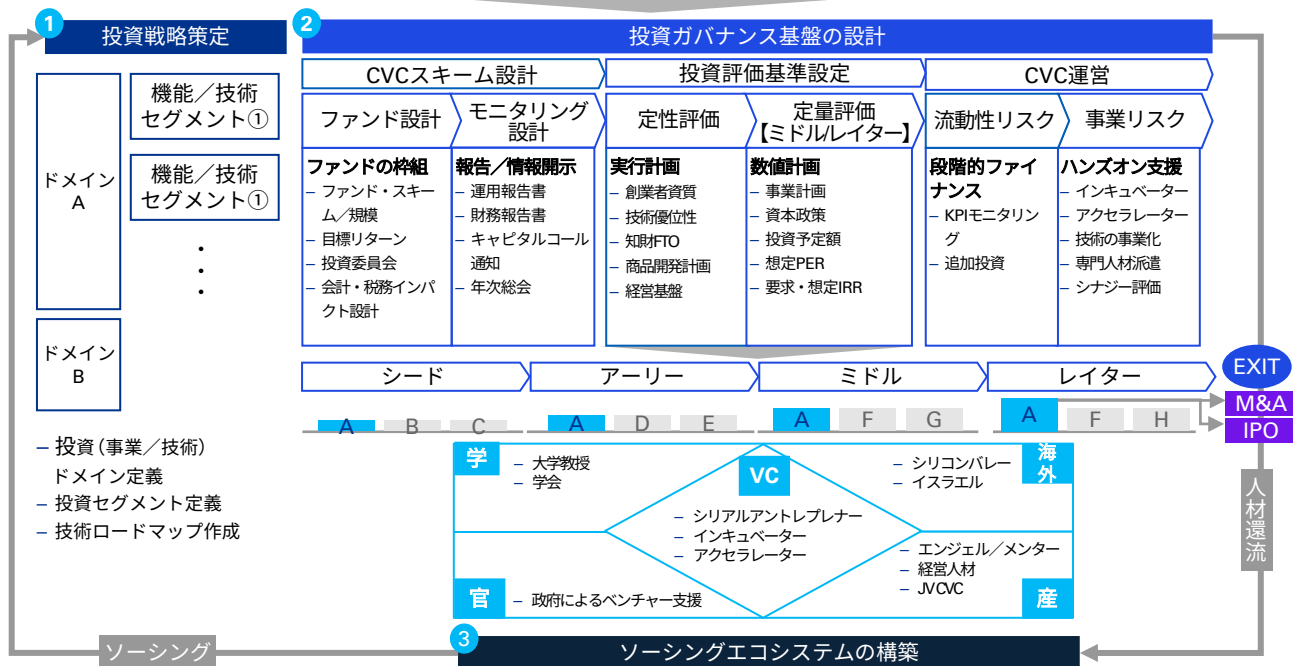 1
投資戦略策定
ドメイン
A
機能／技術
セグメント①
機能／技術
セグメント①
・
・
・
ドメイン
B
– 投資（事業／技術）
ドメイン定義
– 投資セグメント定義
– 技術ロードマップ作成
2
投資ガバナンス基盤の設計
CVCスキーム設計
投資評価基準設定
CVC運営
ファンド設計
モニタリング
設計
定性評価
定量評価
【ミドル/レイター】
流動性リスク
事業リスク
ファンドの枠組
– ファンド・スキー
ム／規模
– 目標リターン
– 投資委員会
– 会計・税務インパ
クト設計
報告／情報開示
– 運用報告書
– 財務報告書
– キャピタルコール
通知
– 年次総会
実行計画
– 創業者資質
– 技術優位性
– 知財FTO
– 商品開発計画
– 経営基盤
数値計画
– 事業計画
– 資本政策
– 投資予定額
– 想定PER
– 要求・想定IRR
段階的ファイ
ナンス
– KPIモニタリン
グ
– 追加投資
ハンズオン支援
– インキュベーター
– アクセラレーター
– 技術の事業化
– 専門人材派遣
– シナジー評価
シード
アーリー
ミドル
レイター
A B C
A D E
A F G
A F H
EXIT
M&A
IPO
学
– 大学教授
– 学会
VC
– シリアルアントレプレナー
– インキュベーター
– アクセラレーター
– シリコンバレー
– イスラエル
海
外
官
– 政府によるベンチャー支援
– エンジェル／メンター
– 経営人材
– JV CVC
産
人材還流
ソーシング
3
ソーシングエコシステムの構築